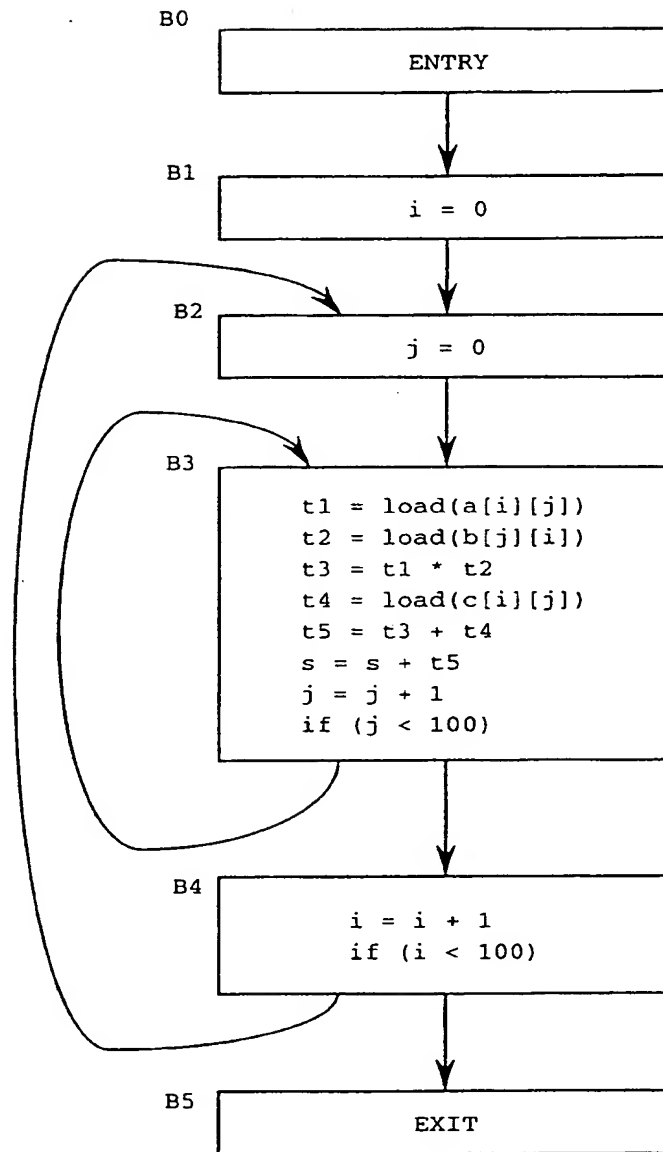 B0
ENTRY
B1
i = 0
B2
j = 0
B3
t1 = load(a[i][j])
t2 = load(b[j][i])
t3 = t1 * t2
t4 = load(c[i][j])
t5 = t3 + t4
s = s + t5
j = j + 1
if (j < 100)
B4
i = i + 1
if (i < 100)
B5
EXIT